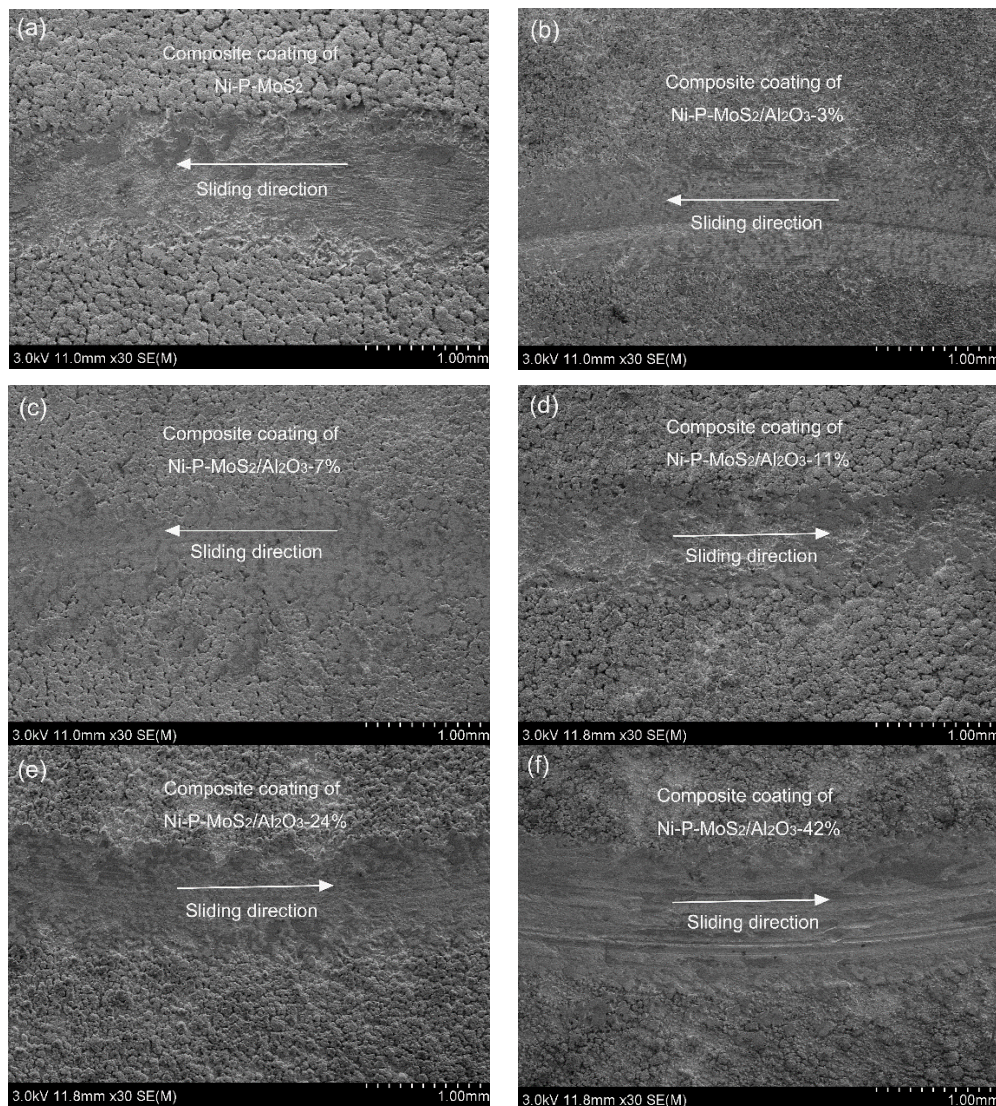 (a)
Composite coating of
Ni-P-MoS2
Sliding direction
3.0kV 11.0mm x30 SE(M)
1.00mm
(b)
Composite coating of
Ni-P-MoS2/Al2O3-3%
Sliding direction
3.0kV 11.0mm x30 SE(M)
1.00mm
(c)
Composite coating of
Ni-P-MoS2/Al2O3-7%
Sliding direction
3.0kV 11.0mm x30 SE(M)
1.00mm
(d)
Composite coating of
Ni-P-MoS2/Al2O3-11%
Sliding direction
3.0kV 11.8mm x30 SE(M)
1.00mm
(e)
Composite coating of
Ni-P-MoS2/Al2O3-24%
Sliding direction
3.0kV 11.8mm x30 SE(M)
1.00mm
(f)
Composite coating of
Ni-P-MoS2/Al2O3-42%
Sliding direction
3.0kV 11.8mm x30 SE(M)
1.00mm